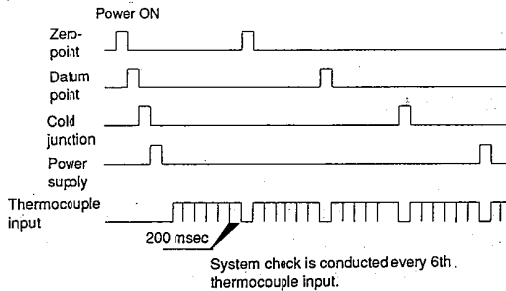 Power ON
Zero-
point
Datum
point
Cold
junction
Power
supply
Thermocouple
input
200 msec
System check is conducted every 6th.
thermocouple input.